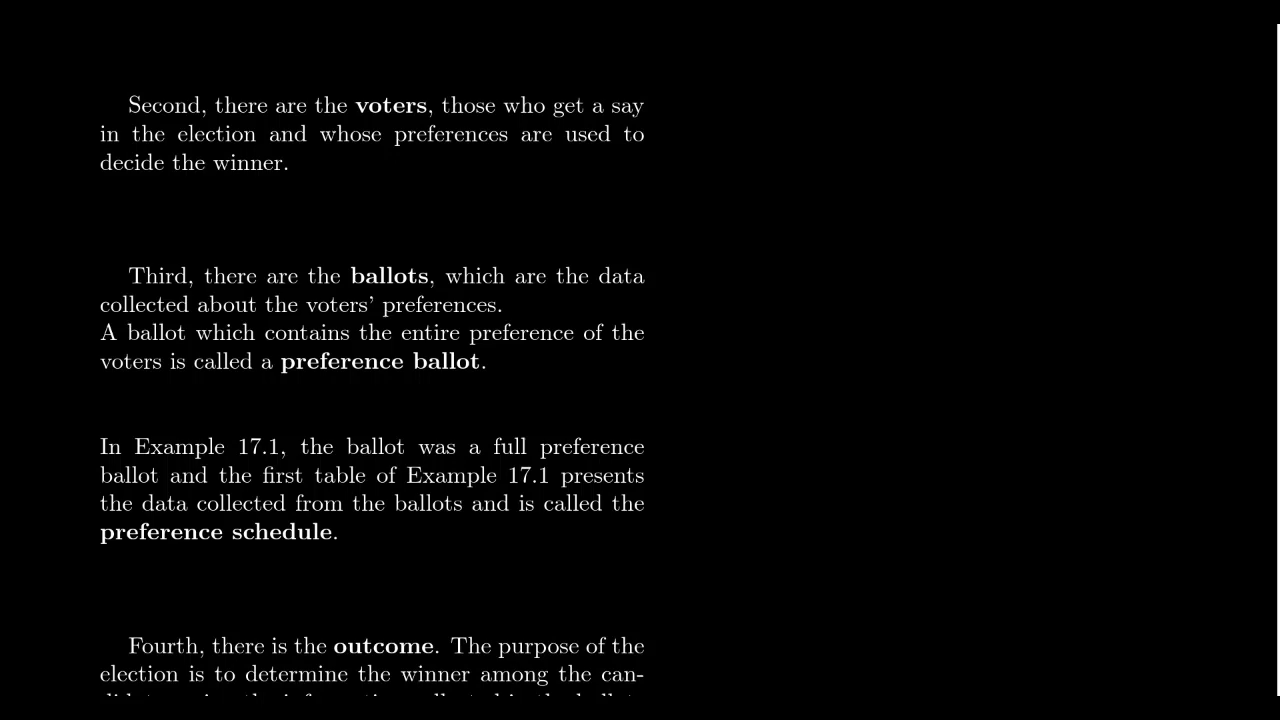 Second, there are the voters, those who get a say
in the election and whose preferences are used to
decide the winner.
Third, there are the ballots, which are the data
collected about the voters' preferences.
A ballot which contains the entire preference of the
voters is called a preference ballot.
In Example 17.1, the ballot was a full preference
ballot and the first table of Example 17.1 presents
the data collected from the ballots and is called the
preference schedule.
Fourth, there is the outcome. The purpose of the
election is to determine the winner among the can-